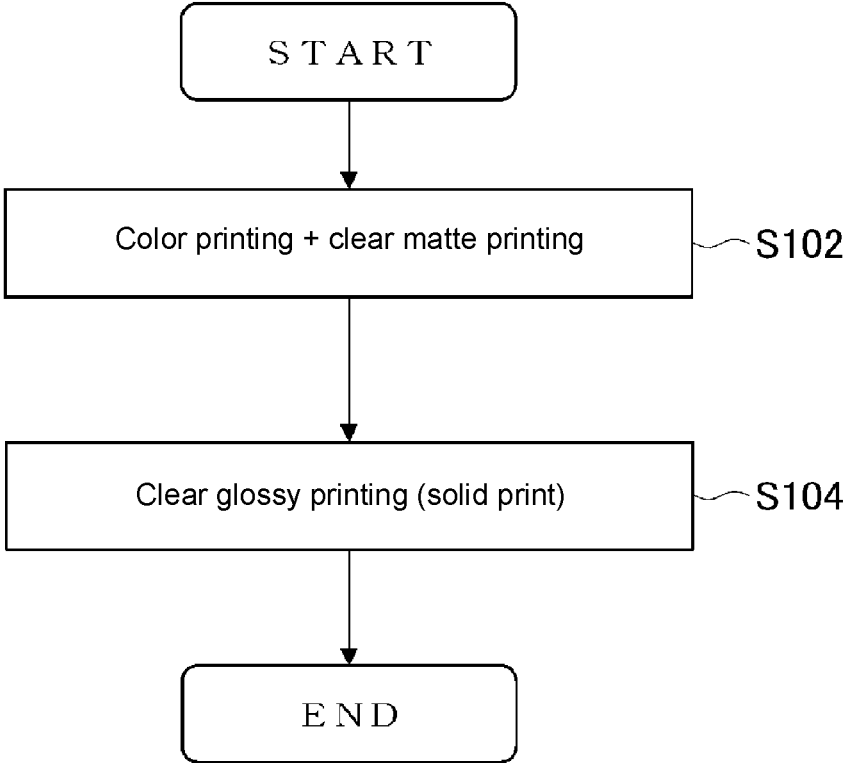 START
Color printing + clear matte printing
S102
Clear glossy printing (solid print)
S104
END